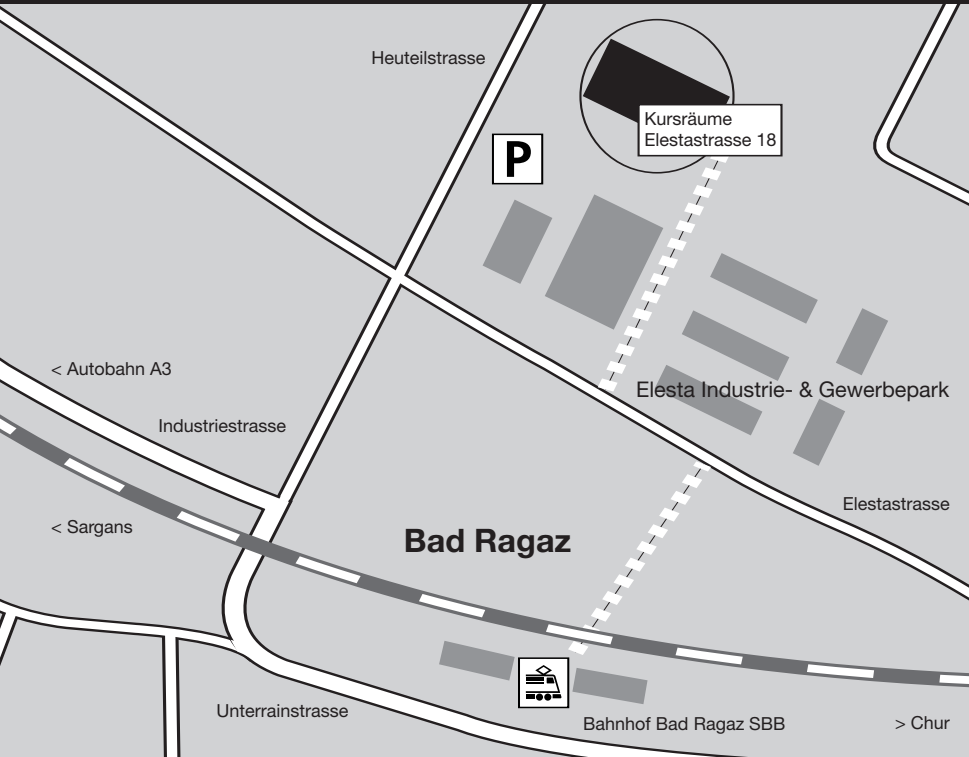 Heuteilstrasse
Kursräume
Elestastrasse 18
P
< Autobahn A3
Elesta Industrie- & Gewerbepark
Industriestrasse
Elestastrasse
< Sargans
Bad Ragaz
Unterrainstrasse
Bahnhof Bad Ragaz SBB
> Chur